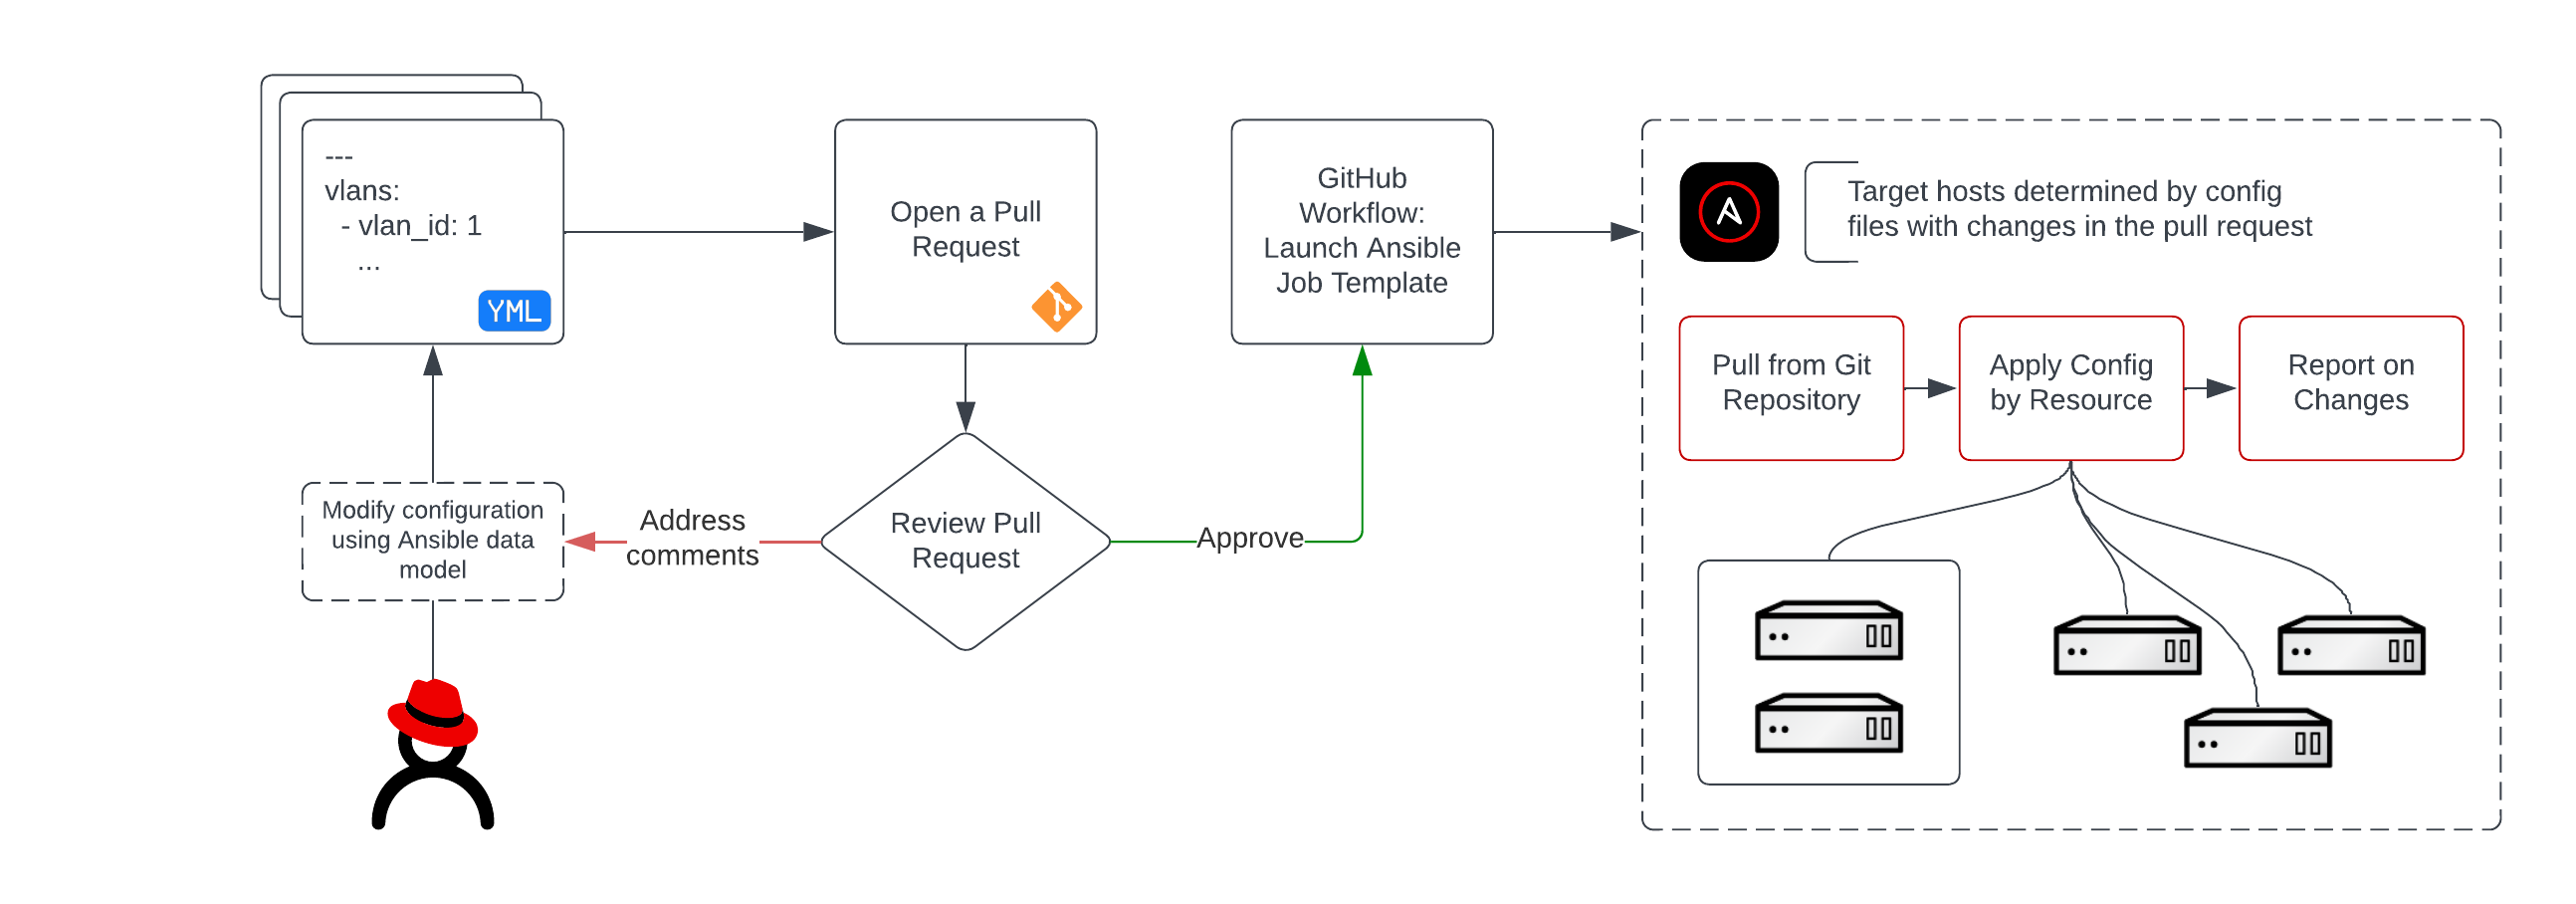 ---
vlans:
- vlan_id: 1
...
YML
Open a Pull
Request
GitHub
Workflow:
Launch Ansible
Job Template
Target hosts determined by config
files with changes in the pull request
Pull from Git
Repository
Apply Config
by Resource
Report on
Changes
Modify configuration
using Ansible data
model
Address
comments
Review Pull
Request
Approve